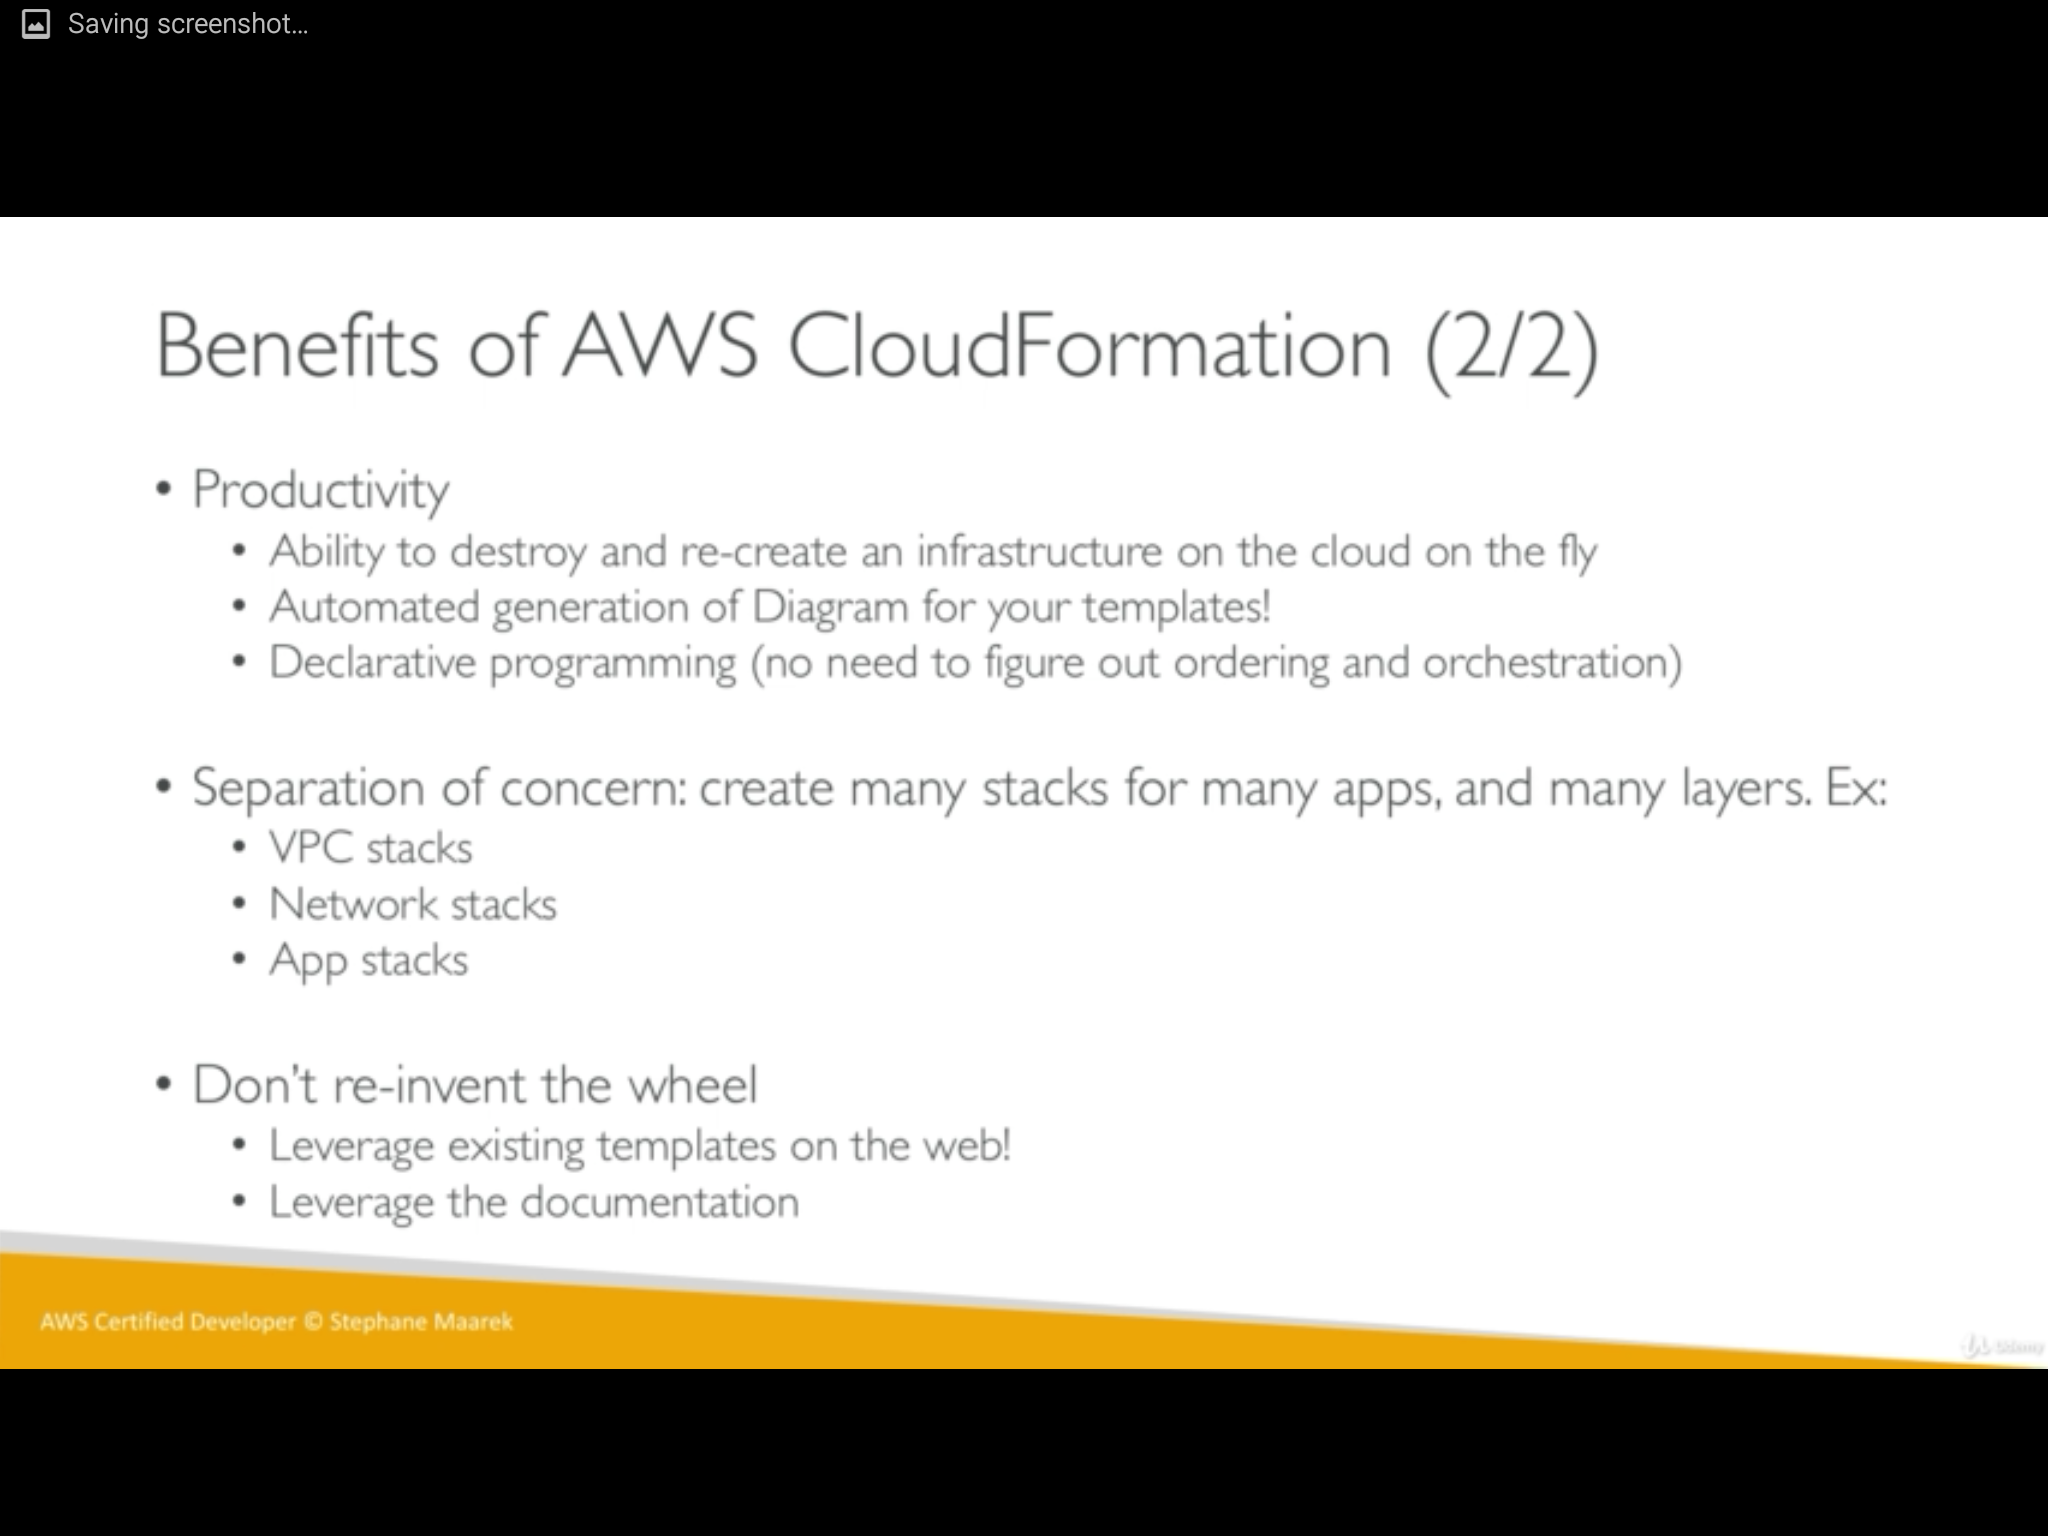 Saving screenshot...
Benefits of AWS CloudFormation (2/2)
• Productivity
• Ability to destroy and re-create an infrastructure on the cloud on the fly
• Automated generation of Diagram for your templates!
• Declarative programming (no need to figure out ordering and orchestration)
• Separation of concern: create many stacks for many apps, and many layers. Ex:
• VPC stacks
• Network stacks
• App stacks
• Don't re-invent the wheel
• Leverage existing templates on the web!
• Leverage the documentation
AWS Certified Developer © Stephane Maarek
Udemy